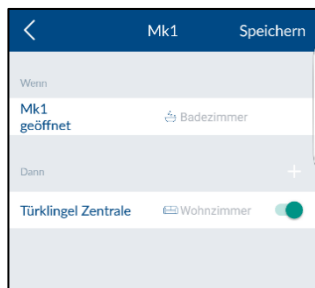 Mk1 Speichern
Wenn
Mk1
geöffnet Badezimmer
Dann
Türklingel Zentrale Wohnzimmer